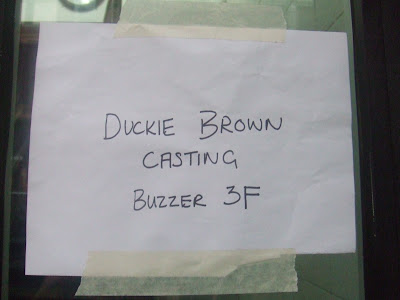 DUCKIE BROWN
CASTING
BUZZER 3F